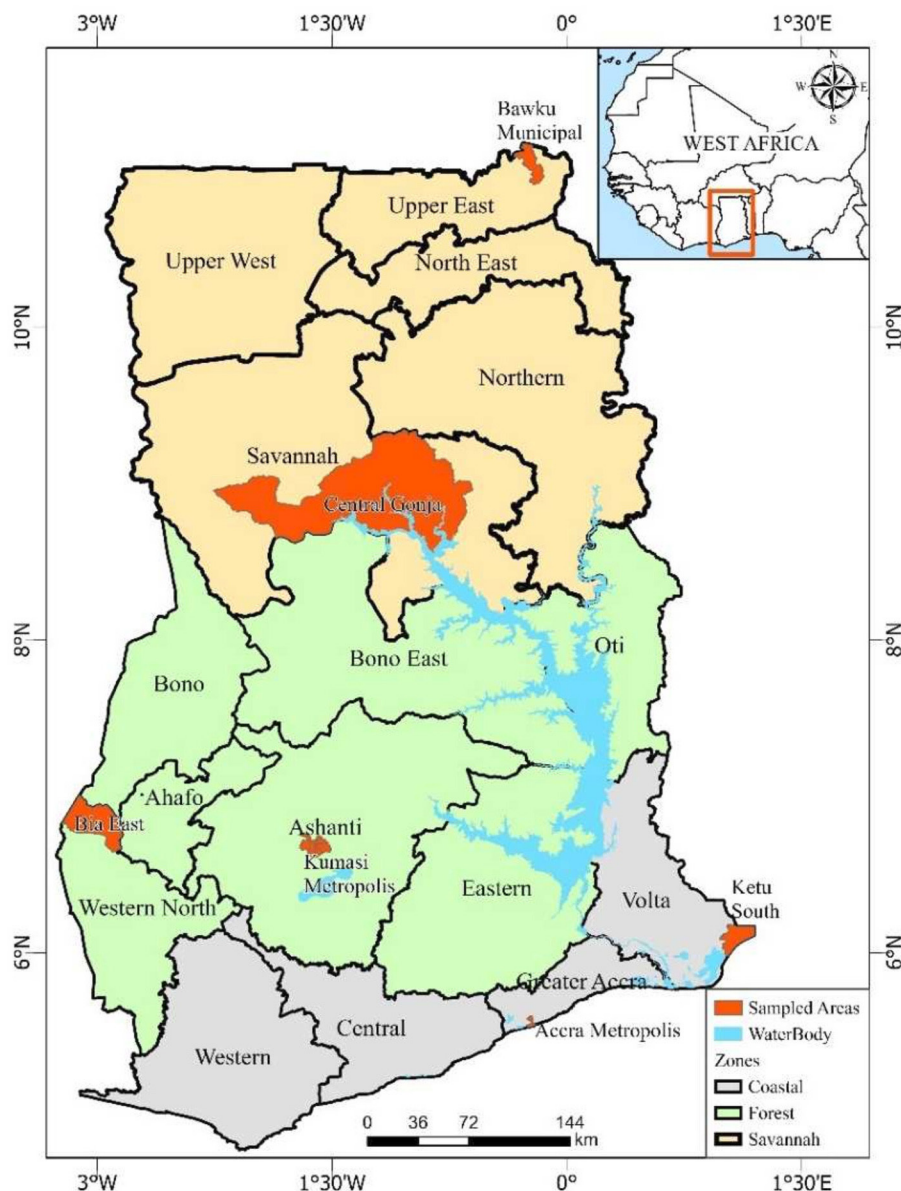 3°W 1°30'W 0° 1°30'E
N
W E
S
WEST AFRICA
Bawku
Municipal
Upper East
Upper West
North East
10°N 10°N
Northern
Savannah
Central Gonja
8°N 8°N
Oti
Bono East
Bono
Ahafo
Bia East
Ashanti
Kumasi
Metropolis
Eastern
Western North
Volta
Ketu
South
6°N 6°N
Greater Accra
Central
Accra Metropolis
Western
Sampled Areas
WaterBody
Zones
Coastal
Forest
Savannah
0 36 72 144
km
3°W 1°30'W 0° 1°30'E